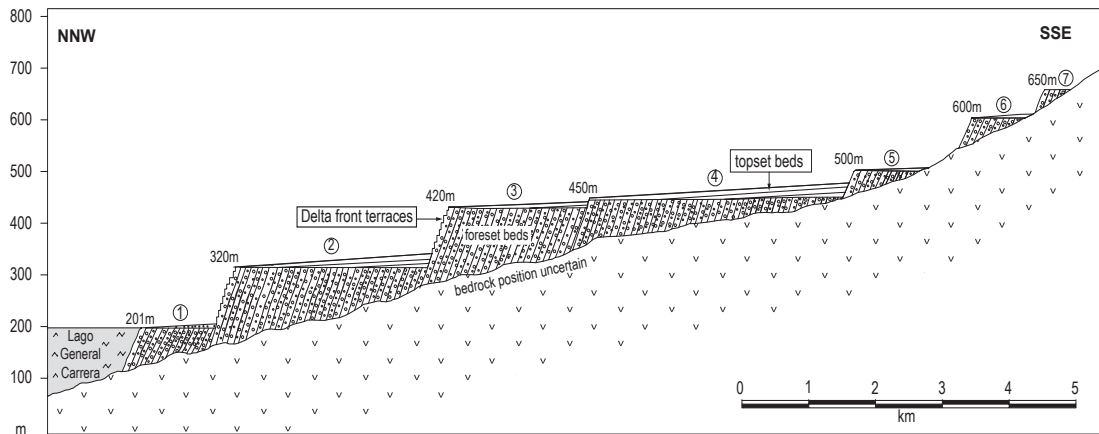 800
700
600
500
400
300
200
100
m
NNW
SSE
650m
⑦
600m
⑥
topset beds
500m
⑤
④
420m
③
450m
Delta front terraces
②
foreset beds
320m
bedrock position uncertain
201m
①
Lago
General
Carrera
0 1 2 3 4 5
km